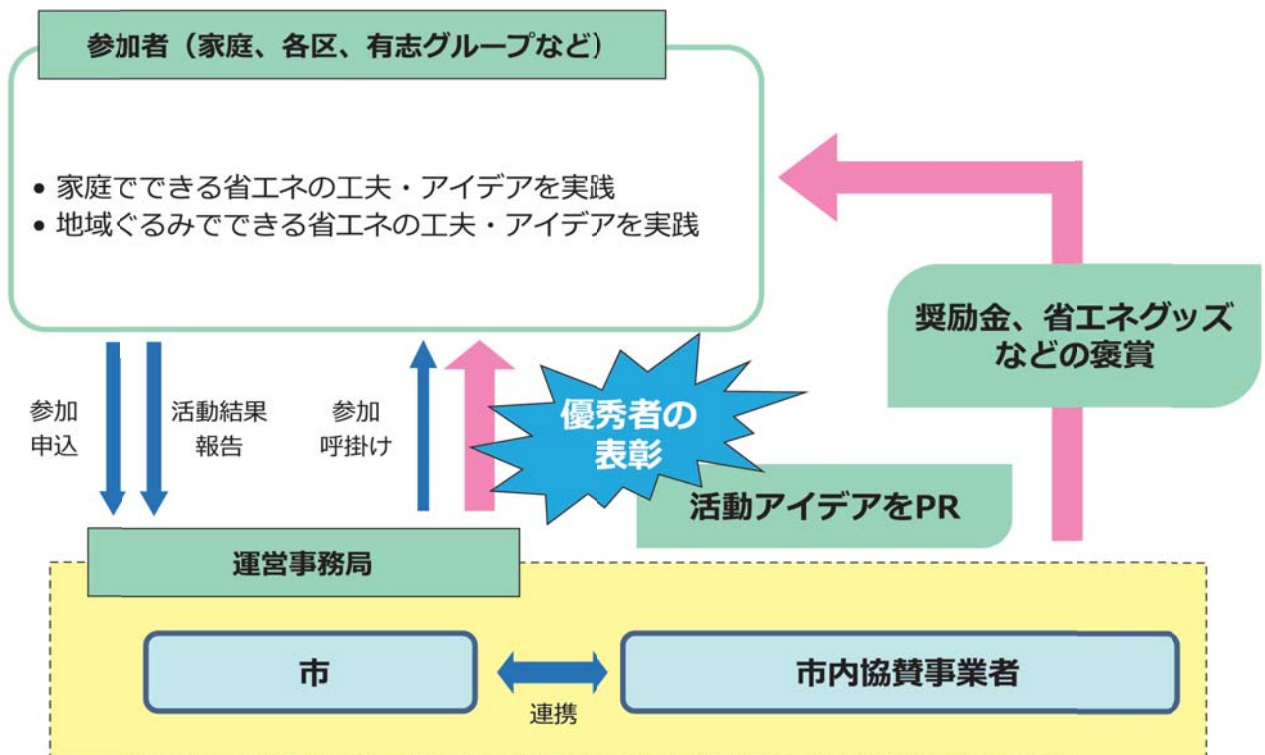 参加者（家庭、各区、有志グループなど）
• 家庭でできる省エネの工夫・アイデアを実践
• 地域ぐるみでできる省エネの工夫・アイデアを実践
奨励金、省エネグッズ
などの褒賞
参加
申込
活動結果
報告
参加
呼掛け
優秀者の
表彰
活動アイデアをPR
運営事務局
市
連携
市内協賛事業者